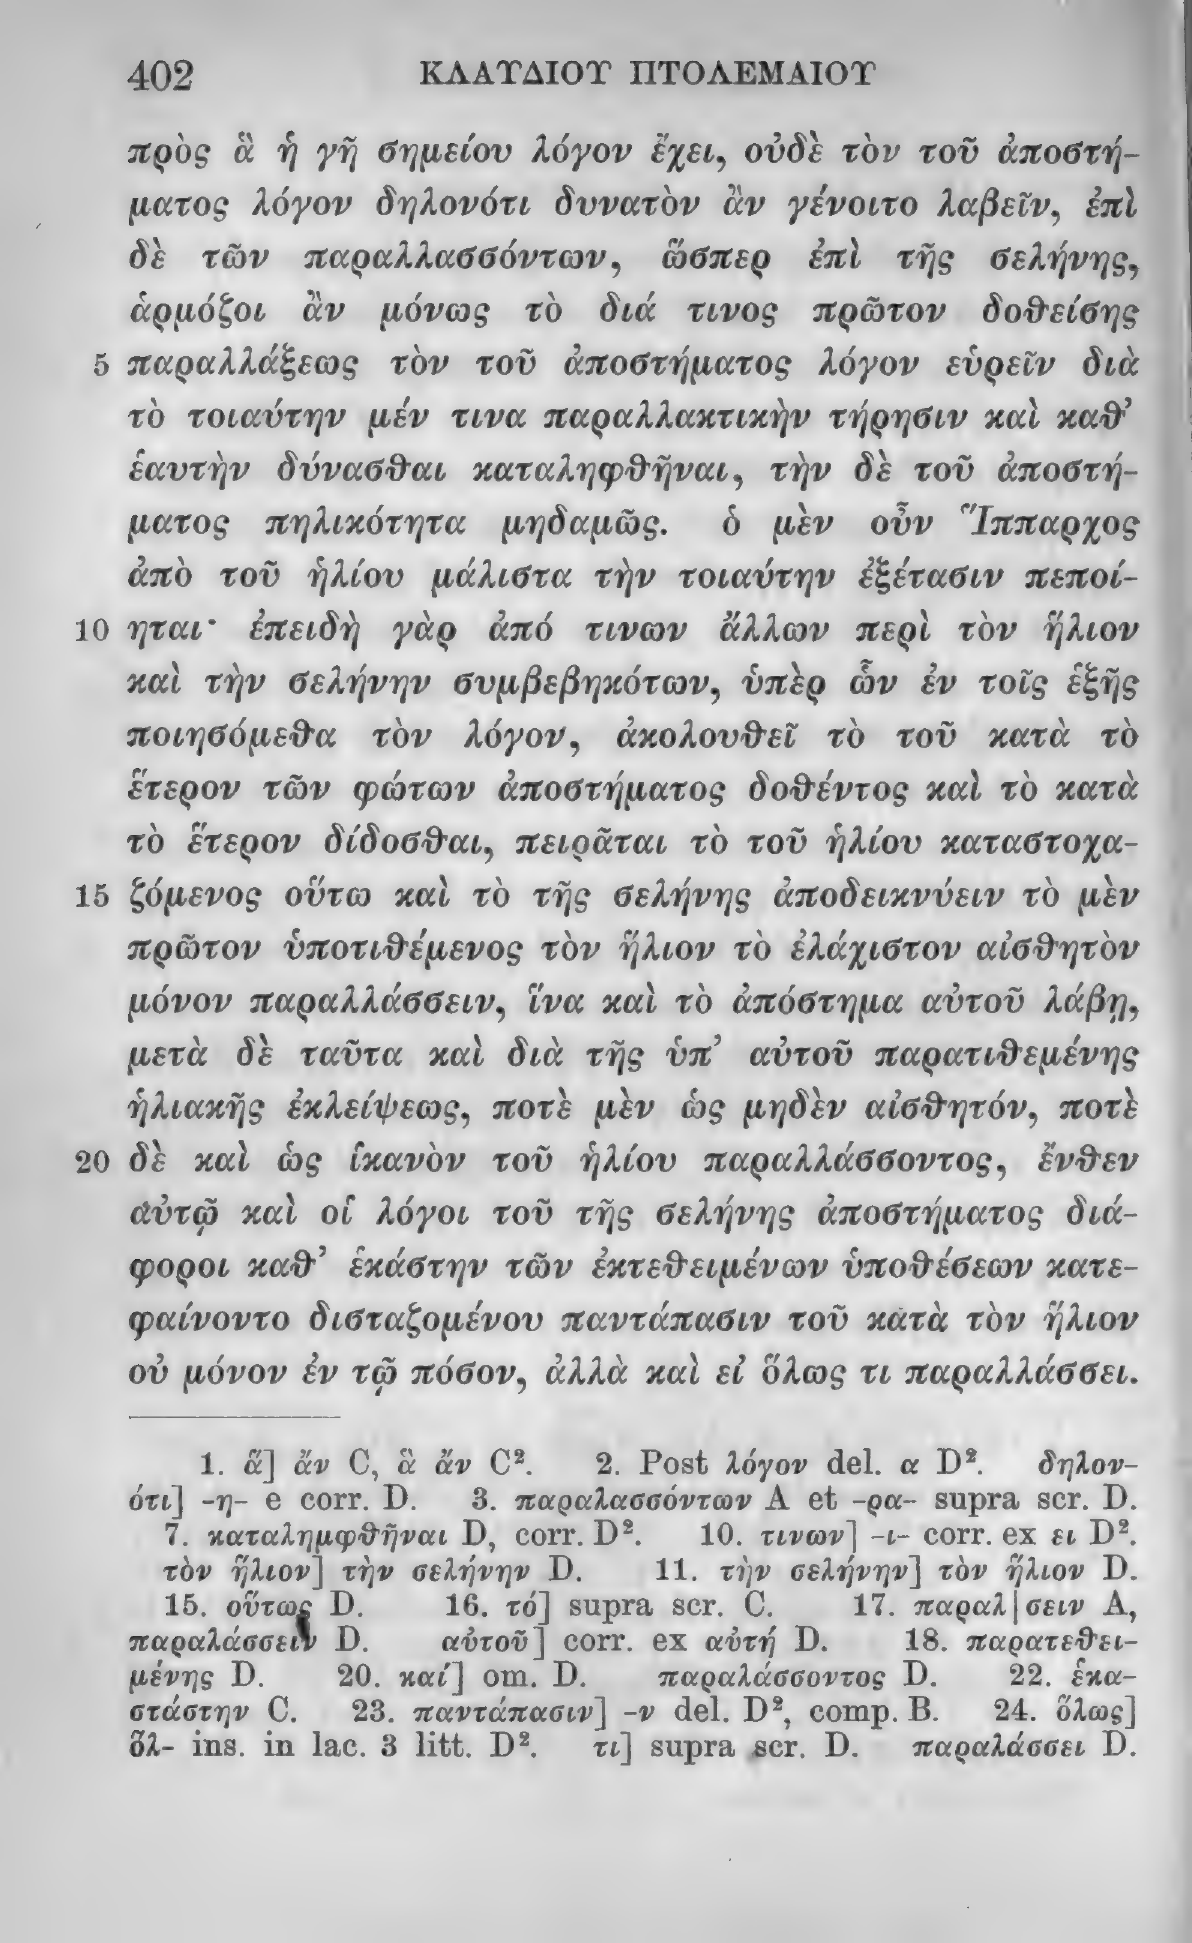 402 ΚΛΑΥΔΙΟΥ ΠΤΟΛΕΜΑΙΟΥ
πρὸς ἃ ἡ γῆ σημείου λόγον ἔχει, οὐδὲ τὸν τοῦ ἀποστή-
ματος λόγον δηλονότι δυνατὸν ἂν γένοιτο λαβεῖν, ἐπὶ
δὲ τῶν παραλλασσόντων, ὥσπερ ἐπὶ τῆς σελήνης,
ἁρμόζοι ἂν μόνως τὸ διά τινος πρῶτον δοθείσης
5 παραλλάξεως τὸν τοῦ ἀποστήματος λόγον εὑρεῖν διὰ
τὸ τοιαύτην μέν τινα παραλλακτικὴν τήρησιν καὶ καθ’
ἑαυτὴν δύνασθαι καταληφθῆναι, τὴν δὲ τοῦ ἀποστή-
ματος πηλικότητα μηδαμῶς. ὁ μὲν οὖν Ἵππαρχος
ἀπὸ τοῦ ἡλίου μάλιστα τὴν τοιαύτην ἐξέτασιν πεποί-
10 ηται· ἐπειδὴ γὰρ ἀπό τινων ἄλλων περὶ τὸν ἥλιον
καὶ τὴν σελήνην συμβεβηκότων, ὑπὲρ ὧν ἐν τοῖς ἑξῆς
ποιησόμεθα τὸν λόγον, ἀκολουθεῖ τὸ τοῦ κατὰ τὸ
ἕτερον τῶν φώτων ἀποστήματος δοθέντος καὶ τὸ κατὰ
τὸ ἕτερον δίδοσθαι, πειρᾶται τὸ τοῦ ἡλίου καταστοχα-
15 ζόμενος οὕτω καὶ τὸ τῆς σελήνης ἀποδεικνύειν τὸ μὲν
πρῶτον ὑποτιθέμενος τὸν ἥλιον τὸ ἐλάχιστον αἰσθητὸν
μόνον παραλλάσσειν, ἵνα καὶ τὸ ἀπόστημα αὐτοῦ λάβῃ,
μετὰ δὲ ταῦτα καὶ διὰ τῆς ὑπ’ αὐτοῦ παρατιθεμένης
ἡλιακῆς ἐκλείψεως, ποτὲ μὲν ὡς μηδὲν αἰσθητόν, ποτὲ
20 δὲ καὶ ὡς ἱκανὸν τοῦ ἡλίου παραλλάσσοντος, ἔνθεν
αὐτῷ καὶ οἱ λόγοι τοῦ τῆς σελήνης ἀποστήματος διά-
φοροι καθ’ ἑκάστην τῶν ἐκτεθειμένων ὑποθέσεων κατε-
φαίνοντο δισταζομένου παντάπασιν τοῦ κατὰ τὸν ἥλιον
οὐ μόνον ἐν τῷ πόσον, ἀλλὰ καὶ εἰ ὅλως τι παραλλάσσει.
1. ἅ] ἄν C, ἃ ἄν C². 2. Post λόγον del. α D². δηλον-
ότι] -η- e corr. D. 3. παραλασσόντων A et -ρα- supra scr. D.
7. καταλημφθῆναι D, corr. D². 10. τινων] -ι- corr. ex ει D².
τὸν ἥλιον] τὴν σελήνην D. 11. τὴν σελήνην] τὸν ἥλιον D.
15. οὕτως D. 16. τό] supra scr. C. 17. παραλ|σειν A,
παραλάσσειν D. αὐτοῦ] corr. ex αὐτή D. 18. παρατεθει-
μένης D. 20. καί] om. D. παραλάσσοντος D. 22. ἑκα-
στάστην C. 23. παντάπασιν] -ν del. D², comp. B. 24. ὅλως]
ὅλ- ins. in lac. 3 litt. D². τι] supra scr. D. παραλάσσει D.